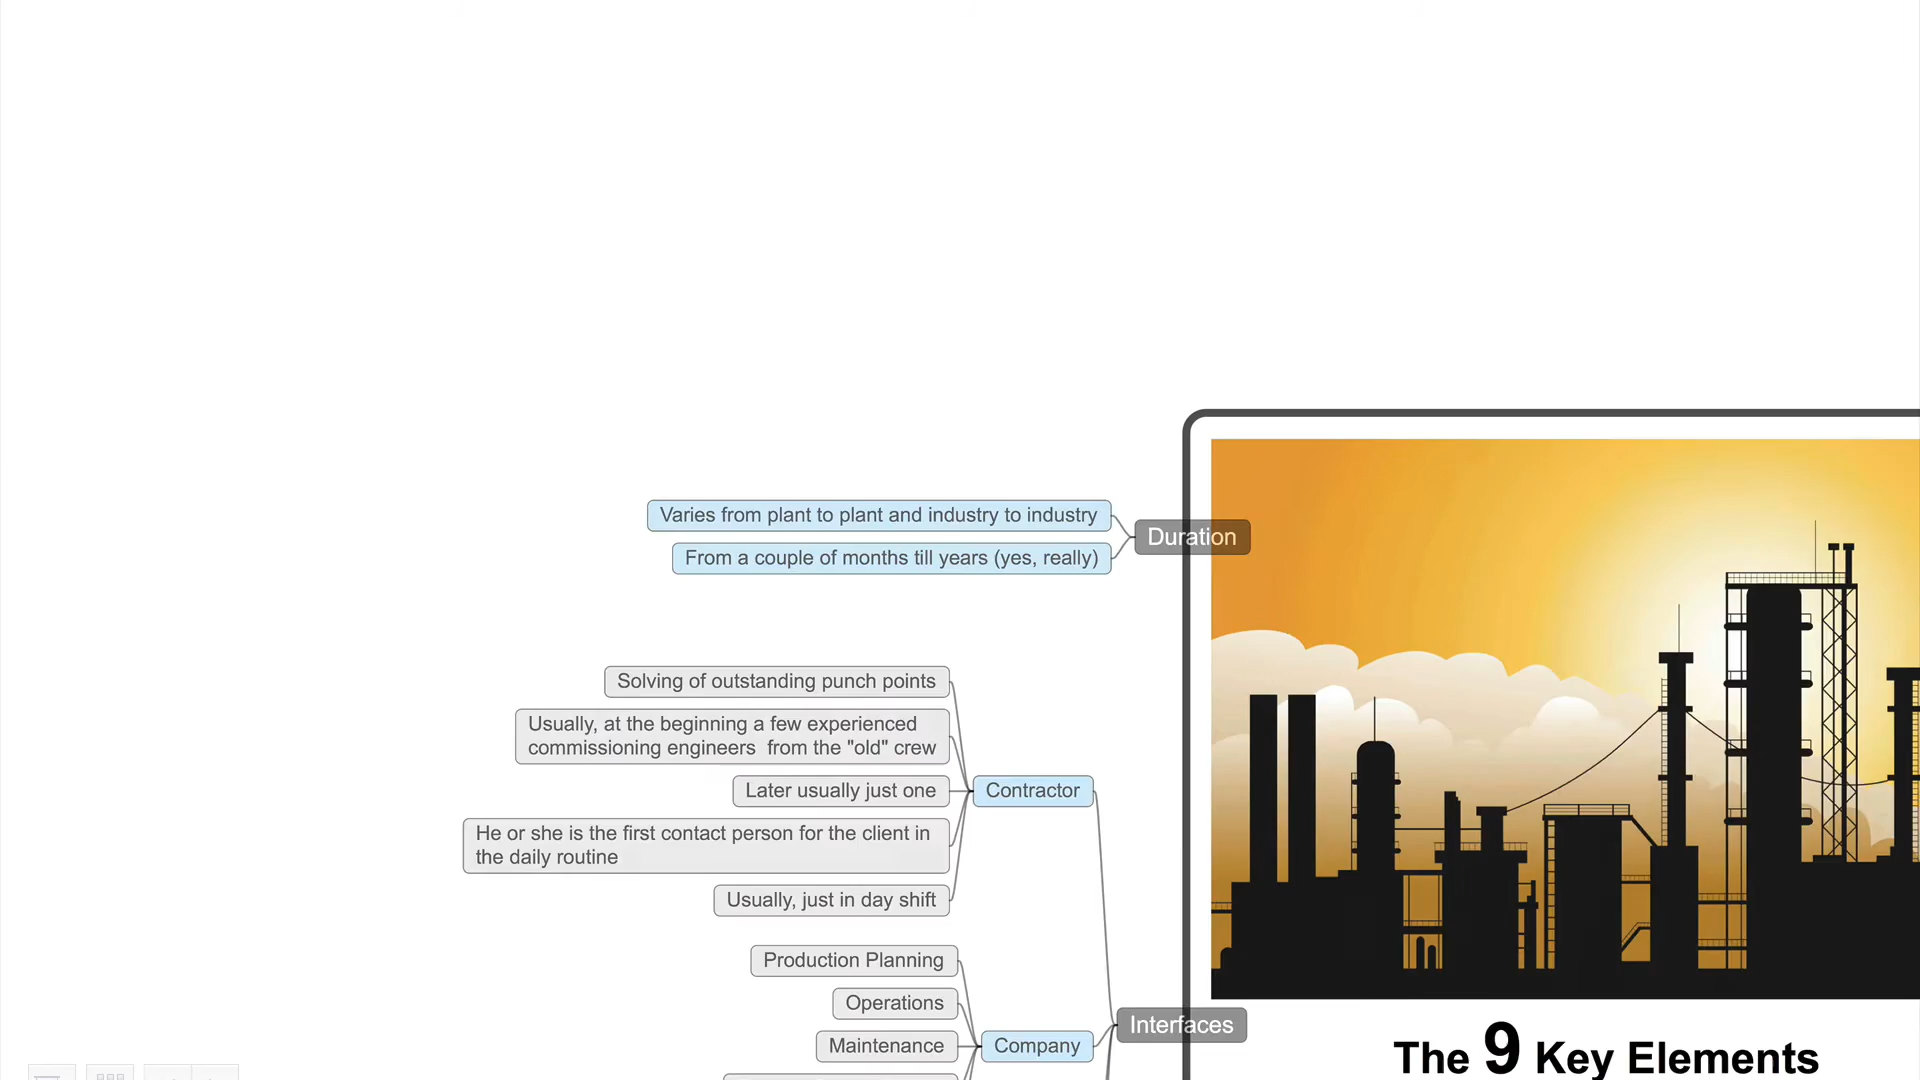 Varies from plant to plant and industry to industry
From a couple of months till years (yes, really)
Duration
Solving of outstanding punch points
Usually, at the beginning a few experienced
commissioning engineers  from the "old" crew
Later usually just one
He or she is the first contact person for the client in
the daily routine
Usually, just in day shift
Contractor
Production Planning
Operations
Maintenance
Company
Interfaces
The 9 Key Elements